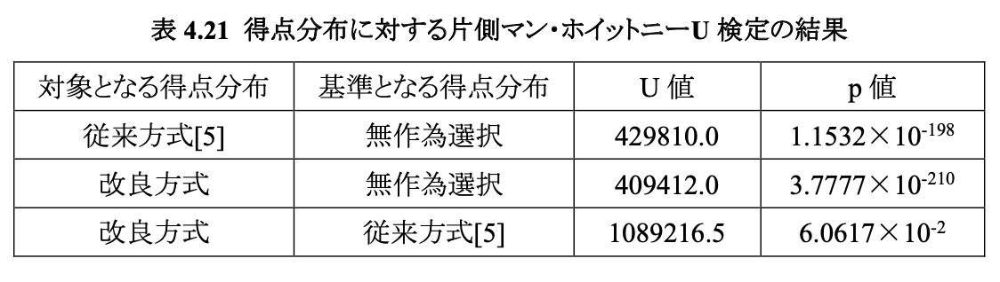 表 4.21 得点分布に対する片側マン・ホイットニーU 検定の結果
対象となる得点分布 基準となる得点分布 U 値 p 値
従来方式[5] 無作為選択 429810.0 1.1532×10⁻¹⁹⁸
改良方式 無作為選択 409412.0 3.7777×10⁻²¹⁰
改良方式 従来方式[5] 1089216.5 6.0617×10⁻²